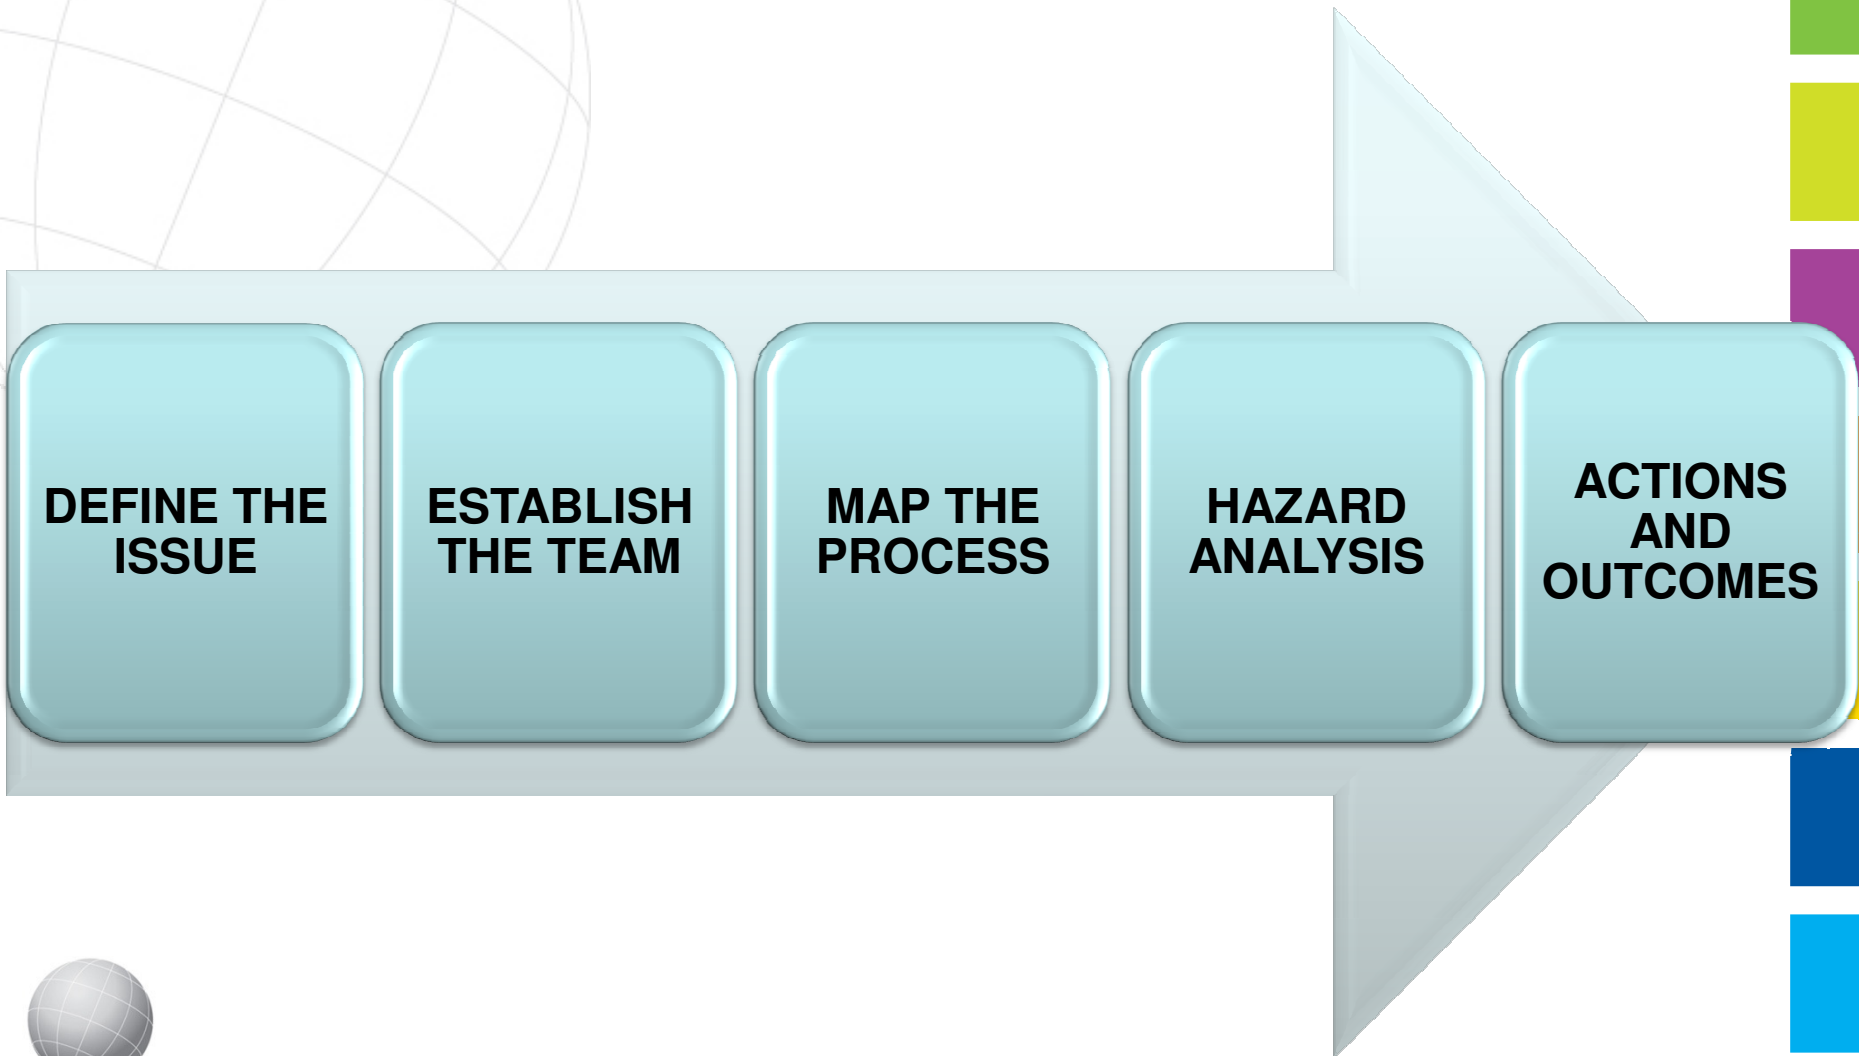 DEFINE THE
ISSUE
ESTABLISH
THE TEAM
MAP THE
PROCESS
HAZARD
ANALYSIS
ACTIONS
AND
OUTCOMES